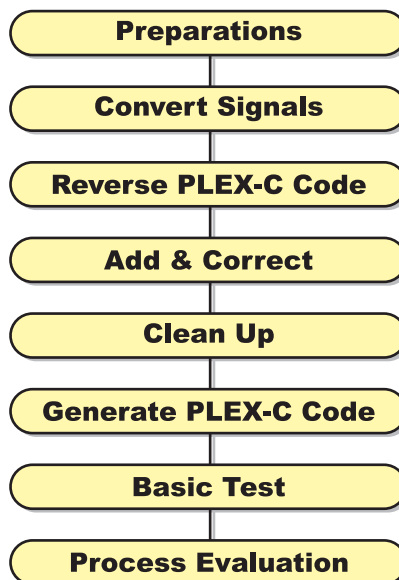 Preparations
Convert Signals
Reverse PLEX-C Code
Add & Correct
Clean Up
Generate PLEX-C Code
Basic Test
Process Evaluation